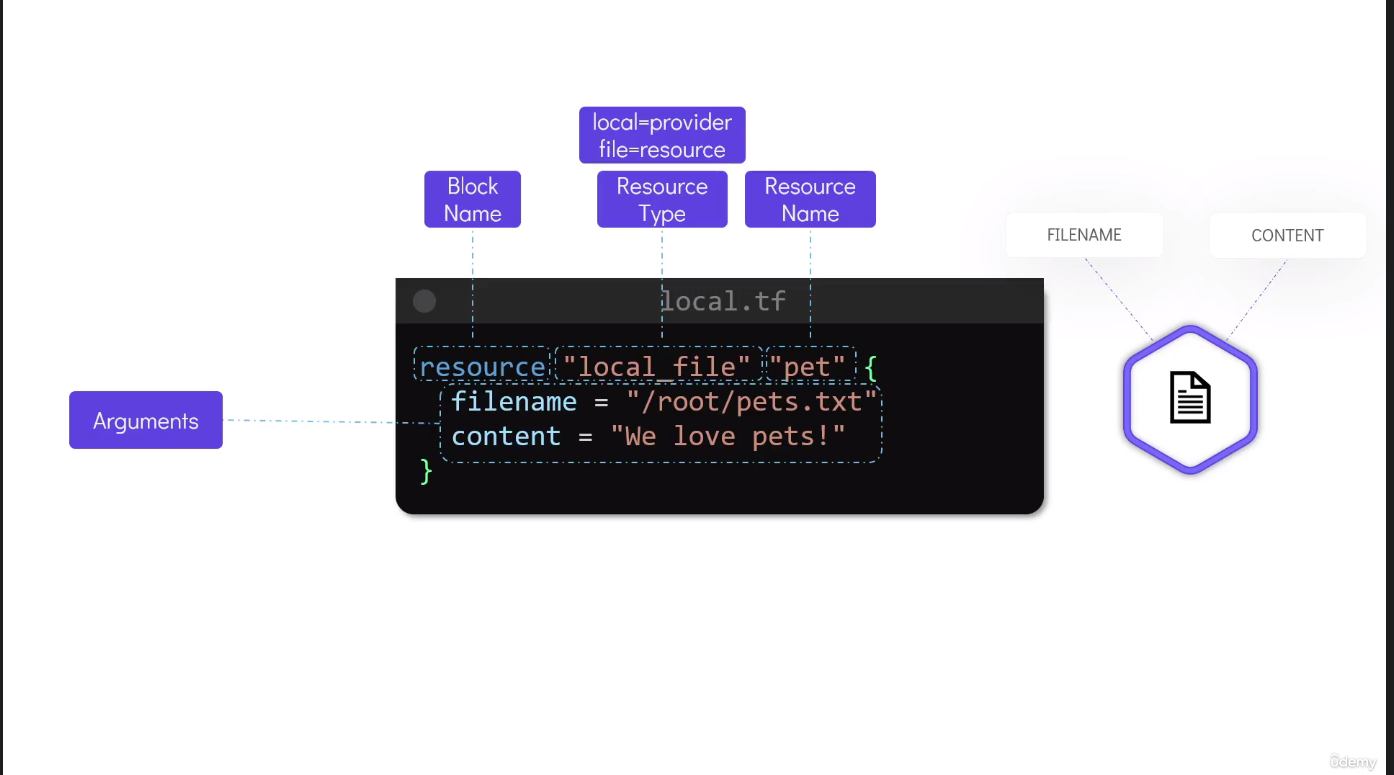 local=provider
file=resource
Block
Name
Resource
Type
Resource
Name
FILENAME
CONTENT
local.tf
resource "local_file" "pet" {
filename = "/root/pets.txt"
content = "We love pets!"
}
Arguments
ûdemy